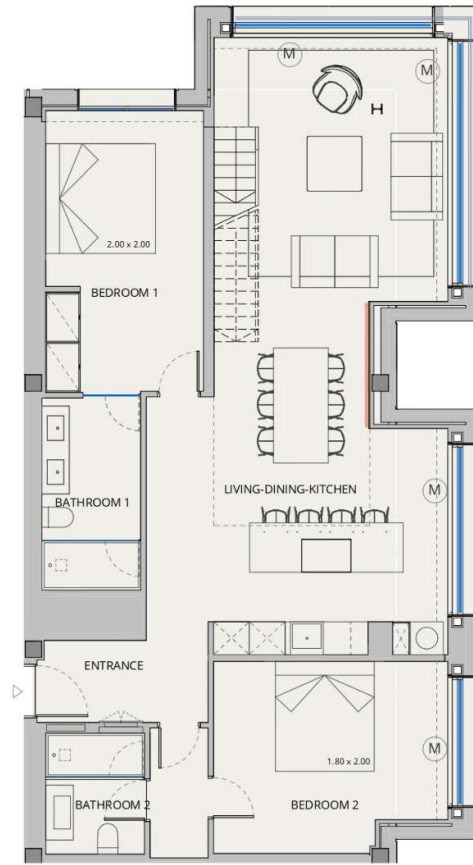 M
M
H
2.00 x 2.00
BEDROOM 1
LIVING-DINING-KITCHEN
M
BATHROOM 1
ENTRANCE
M
1.80 x 2.00
BATHROOM 2
BEDROOM 2